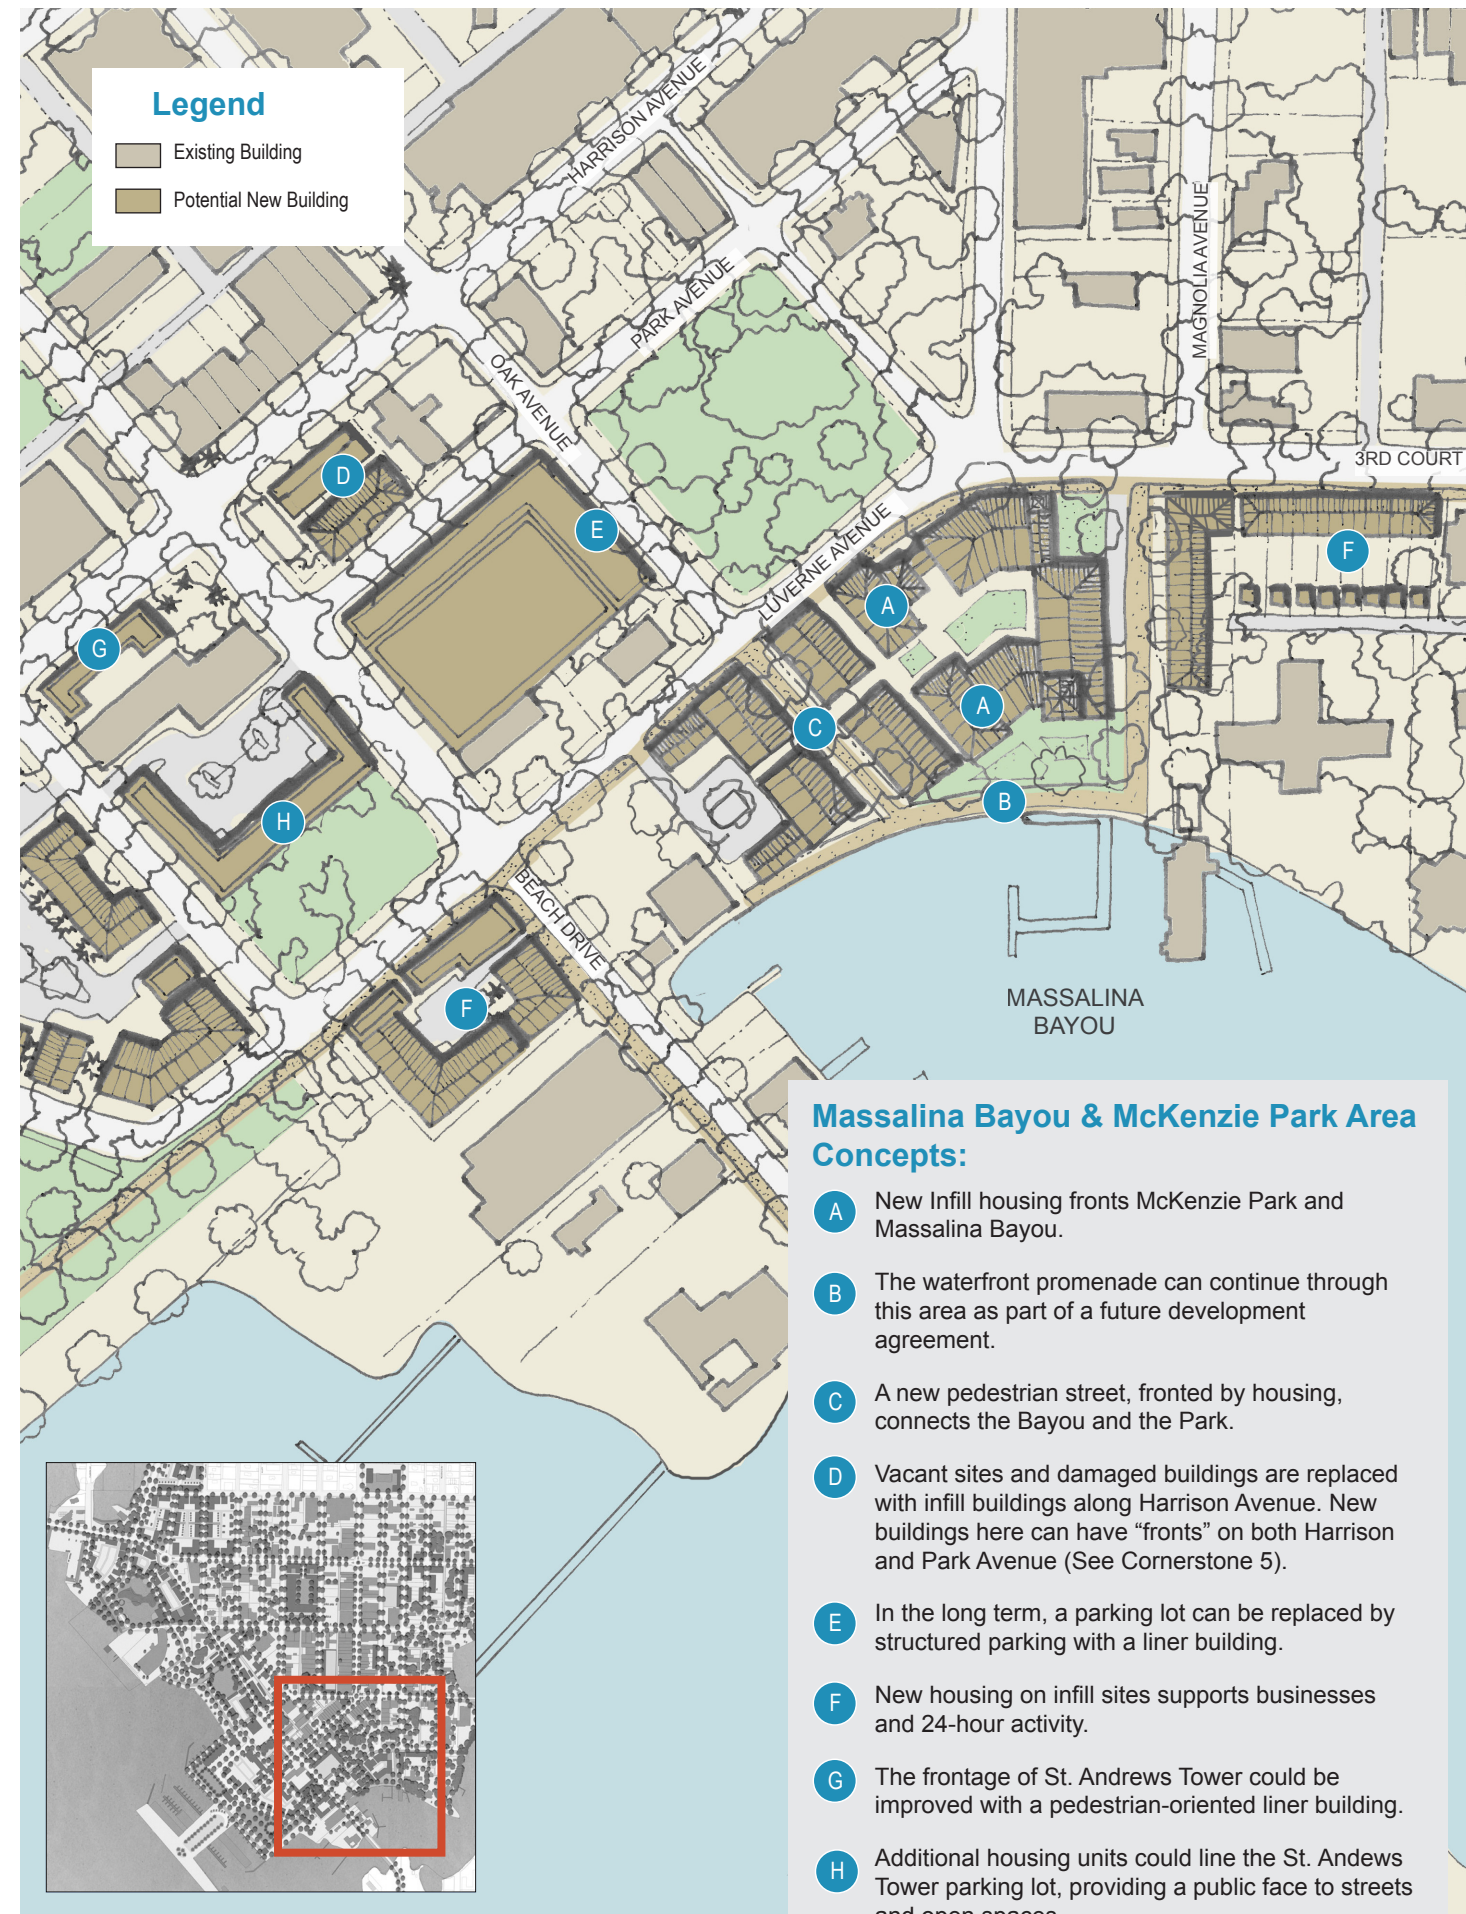 Legend
Existing Building
Potential New Building
HARRISON AVENUE
PARK AVENUE
OAK AVENUE
MAGNOLIA AVENUE
3RD COURT
LUVERNE AVENUE
BEACH DRIVE
D
E
G
A
F
A
C
B
H
F
MASSALINA
BAYOU
Massalina Bayou & McKenzie Park Area
Concepts:
A New Infill housing fronts McKenzie Park and
Massalina Bayou.
B The waterfront promenade can continue through
this area as part of a future development
agreement.
C A new pedestrian street, fronted by housing,
connects the Bayou and the Park.
D Vacant sites and damaged buildings are replaced
with infill buildings along Harrison Avenue. New
buildings here can have “fronts” on both Harrison
and Park Avenue (See Cornerstone 5).
E In the long term, a parking lot can be replaced by
structured parking with a liner building.
F New housing on infill sites supports businesses
and 24-hour activity.
G The frontage of St. Andrews Tower could be
improved with a pedestrian-oriented liner building.
H Additional housing units could line the St. Andews
Tower parking lot, providing a public face to streets
and open spaces